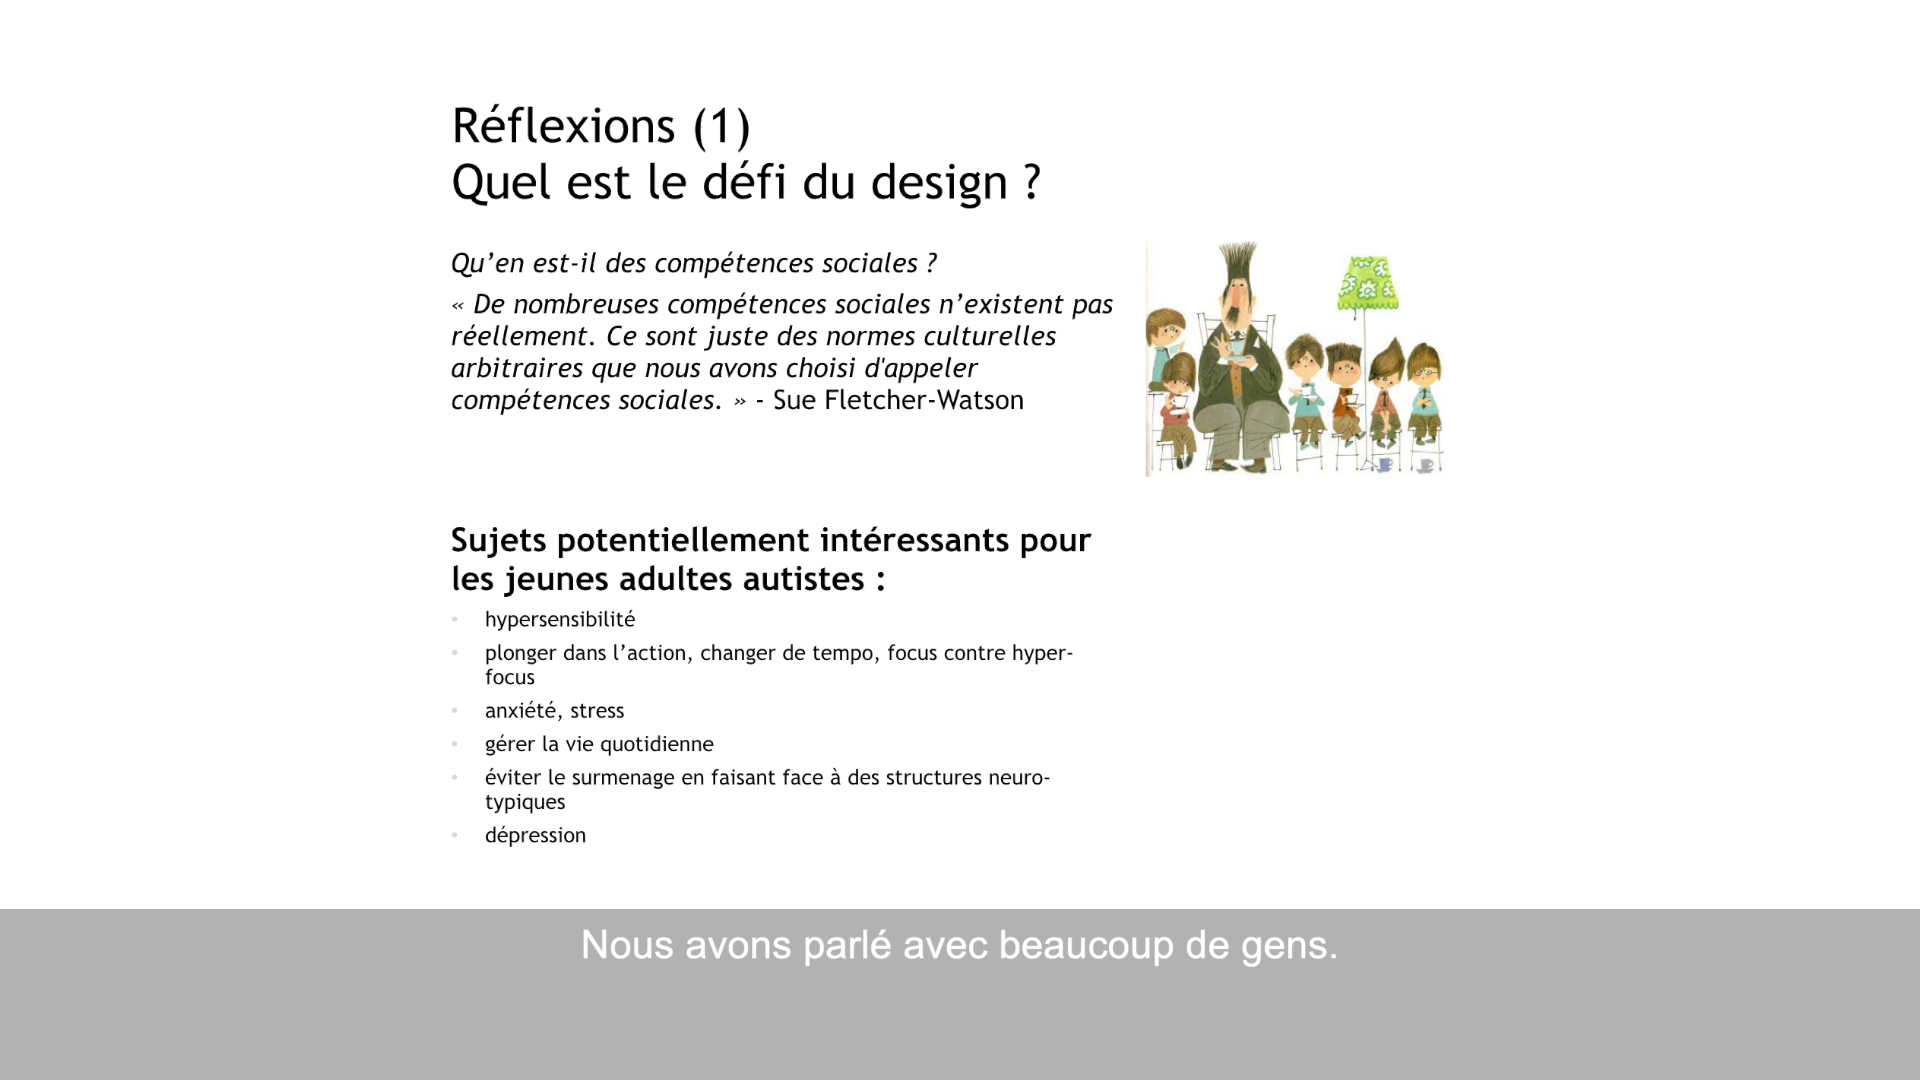 Réflexions (1)
Quel est le défi du design ?
Qu’en est-il des compétences sociales ?
« De nombreuses compétences sociales n’existent pas
réellement. Ce sont juste des normes culturelles
arbitraires que nous avons choisi d'appeler
compétences sociales. » - Sue Fletcher-Watson
Sujets potentiellement intéressants pour
les jeunes adultes autistes :
• hypersensibilité
• plonger dans l’action, changer de tempo, focus contre hyper-
focus
• anxiété, stress
• gérer la vie quotidienne
• éviter le surmenage en faisant face à des structures neuro-
typiques
• dépression
Nous avons parlé avec beaucoup de gens.